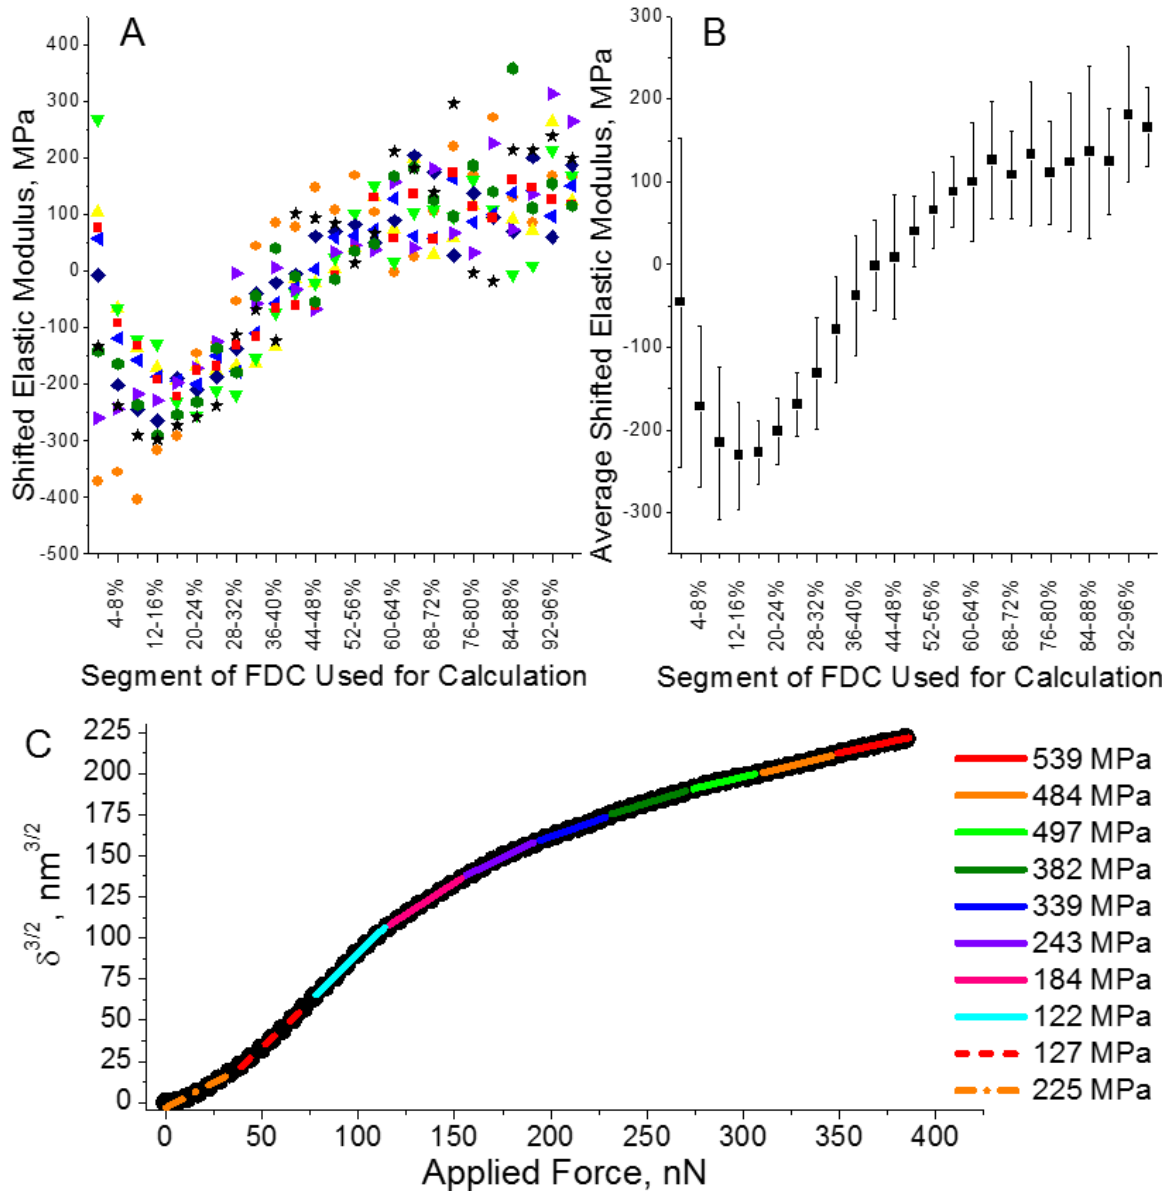 A
Shifted Elastic Modulus, MPa
400
300
200
100
0
-100
-200
-300
-400
-500
4-8%
12-16%
20-24%
28-32%
36-40%
44-48%
52-56%
60-64%
68-72%
76-80%
84-88%
92-96%
Segment of FDC Used for Calculation
B
Average Shifted Elastic Modulus, MPa
300
200
100
0
-100
-200
-300
4-8%
12-16%
20-24%
28-32%
36-40%
44-48%
52-56%
60-64%
68-72%
76-80%
84-88%
92-96%
Segment of FDC Used for Calculation
C
δ^3/2, nm^3/2
225
200
175
150
125
100
75
50
25
0
0 50 100 150 200 250 300 350 400
Applied Force, nN
539 MPa
484 MPa
497 MPa
382 MPa
339 MPa
243 MPa
184 MPa
122 MPa
127 MPa
225 MPa